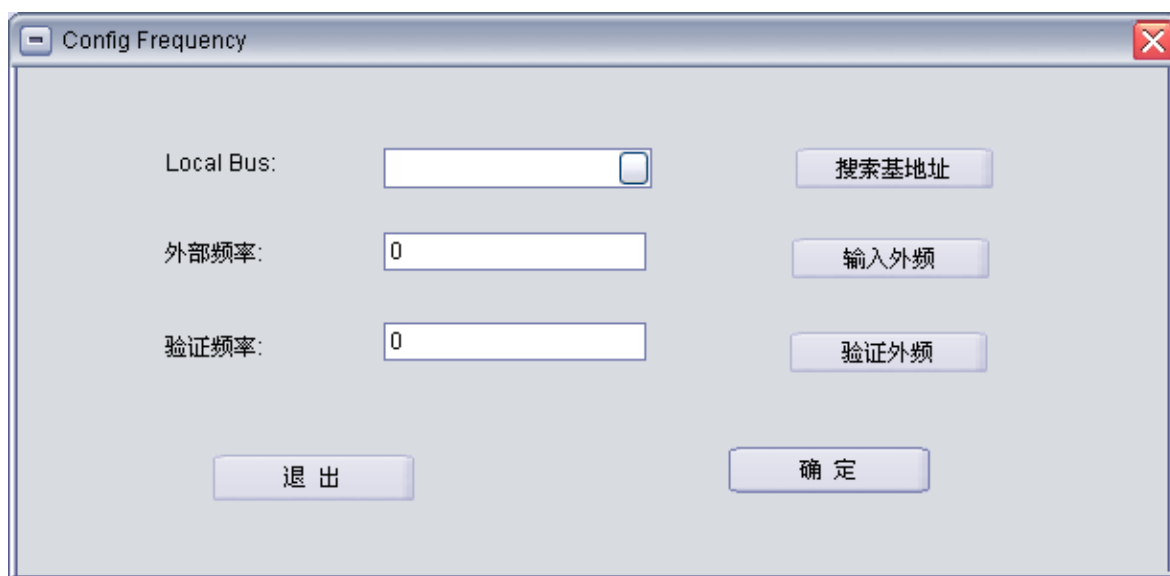 Config Frequency
Local Bus:
搜索基地址
外部频率:
0
输入外频
验证频率:
0
验证外频
退 出
确 定